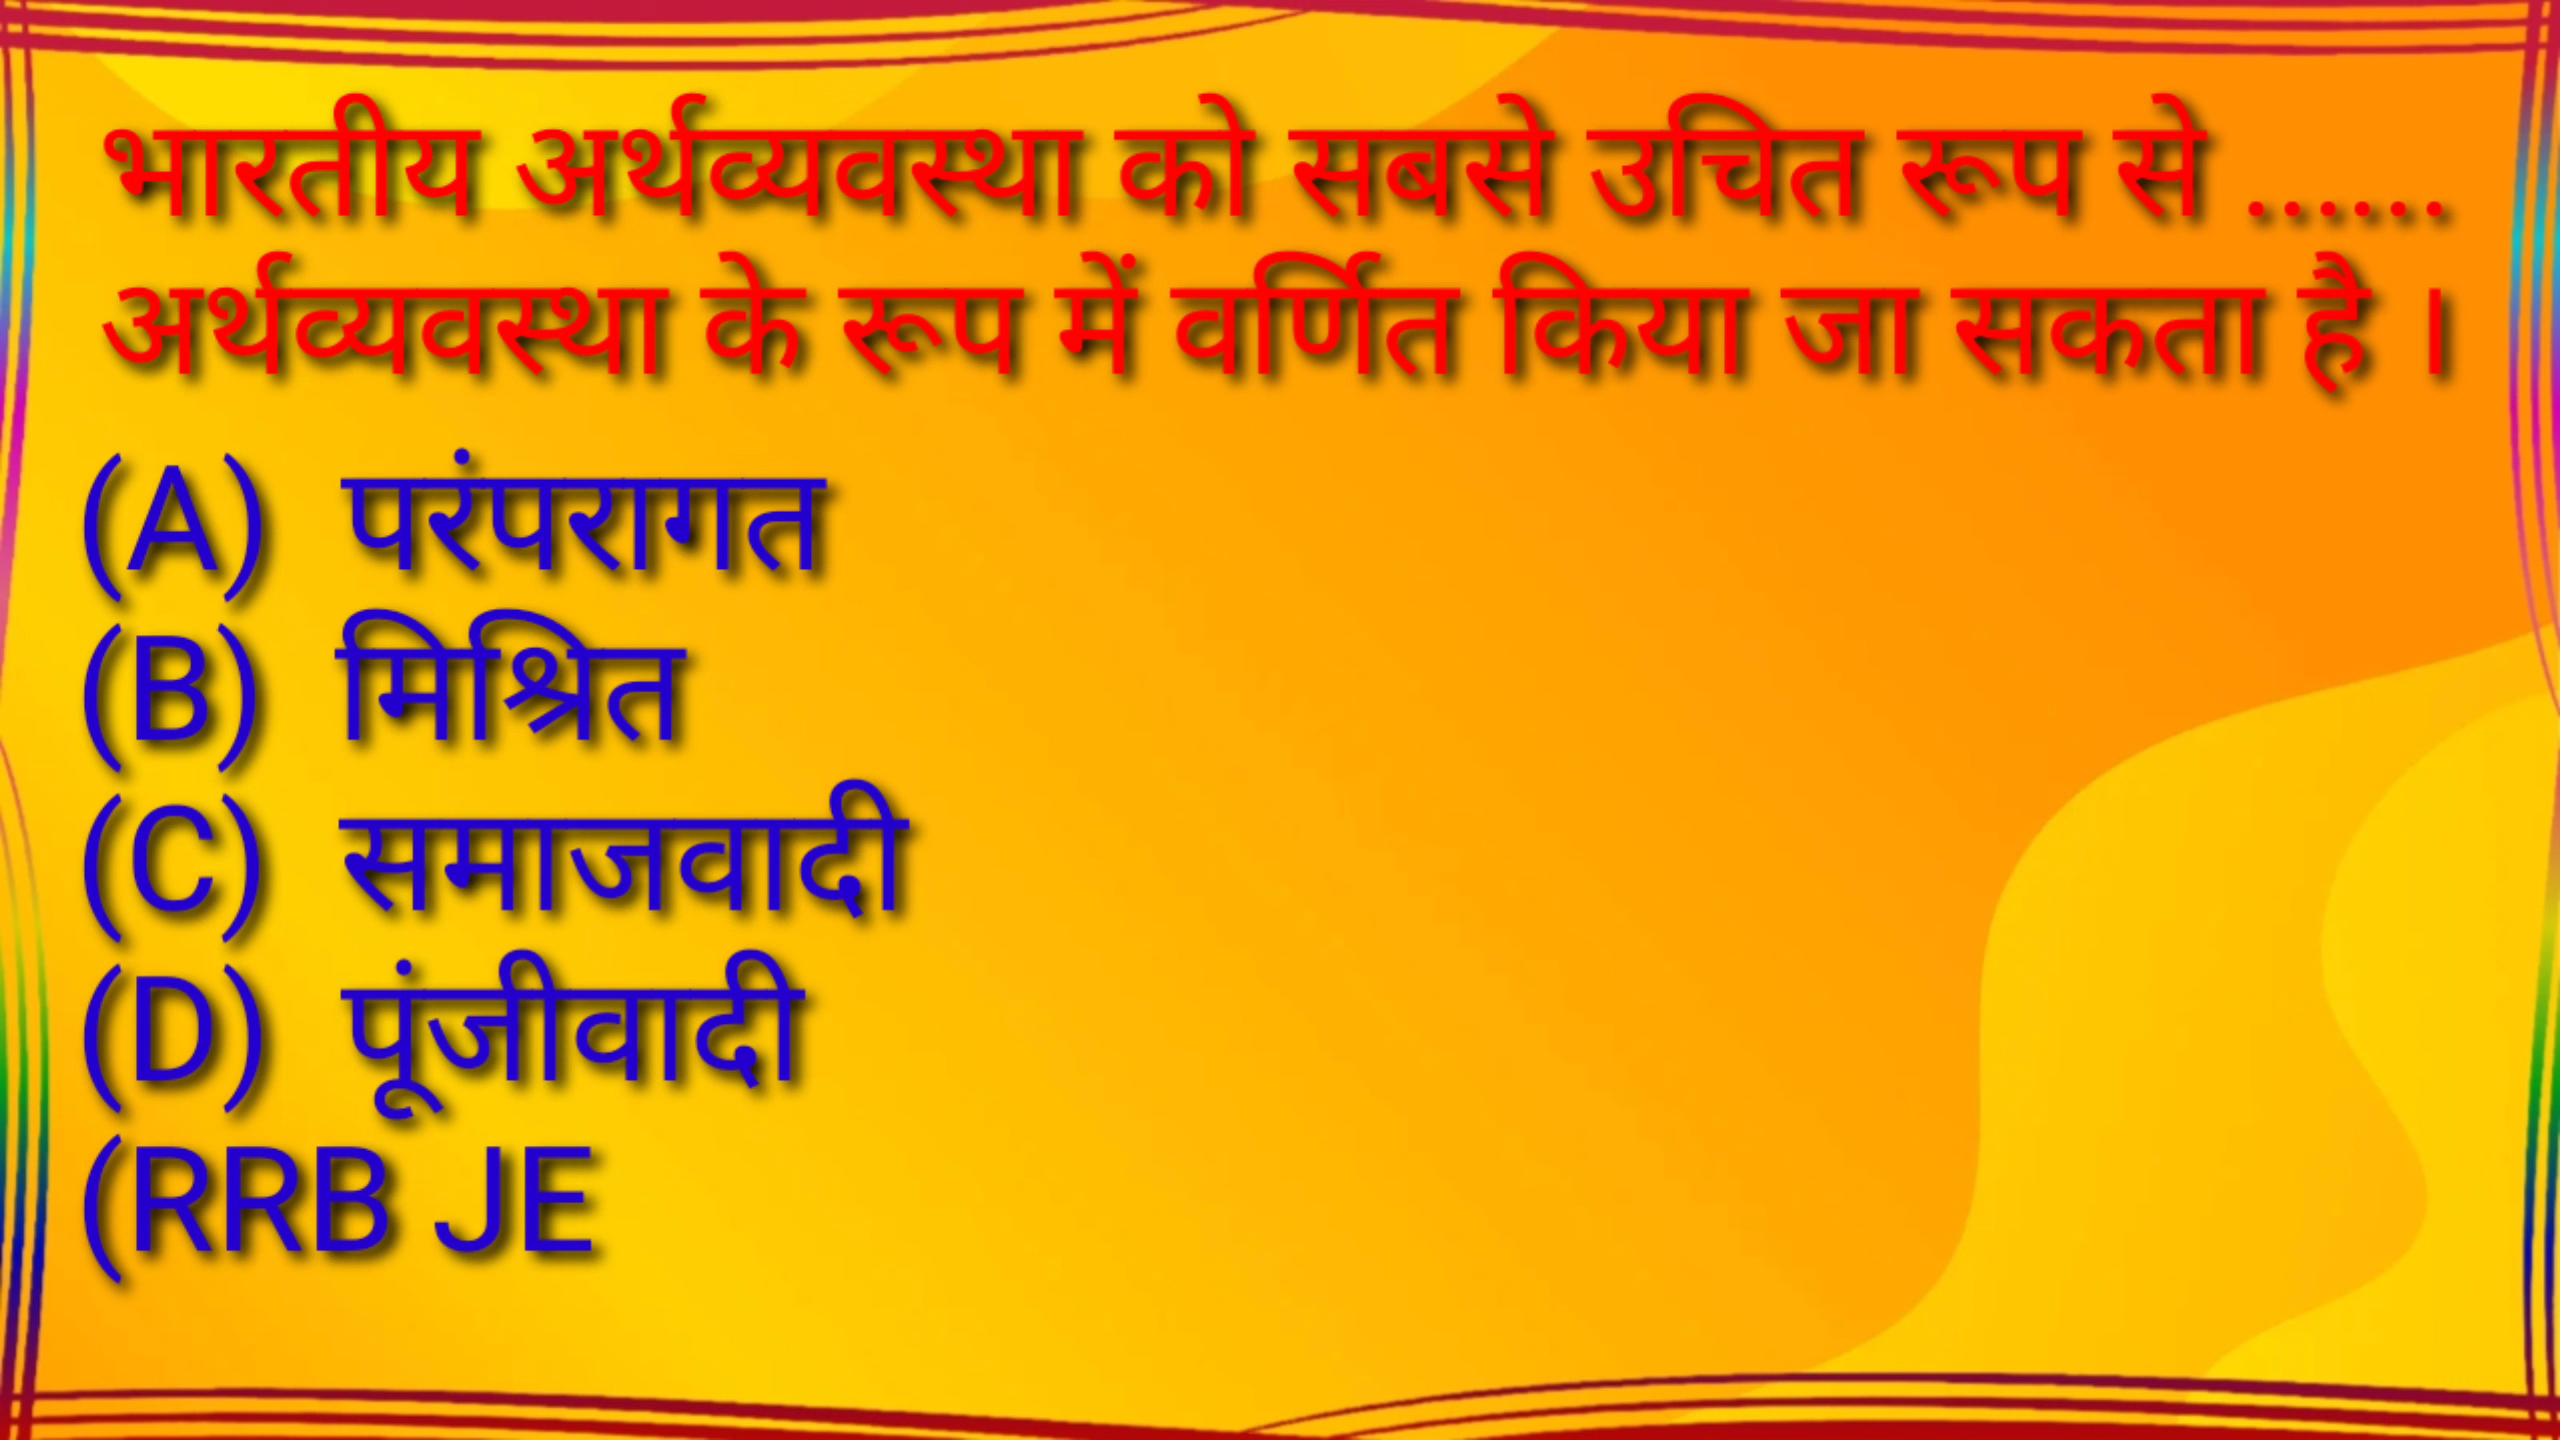 भारतीय अर्थव्यवस्था को सबसे उचित रूप से ......
अर्थव्यवस्था के रूप में वर्णित किया जा सकता है ।
(A) परंपरागत
(B) मिश्रित
(C) समाजवादी
(D) पूंजीवादी
(RRB JE